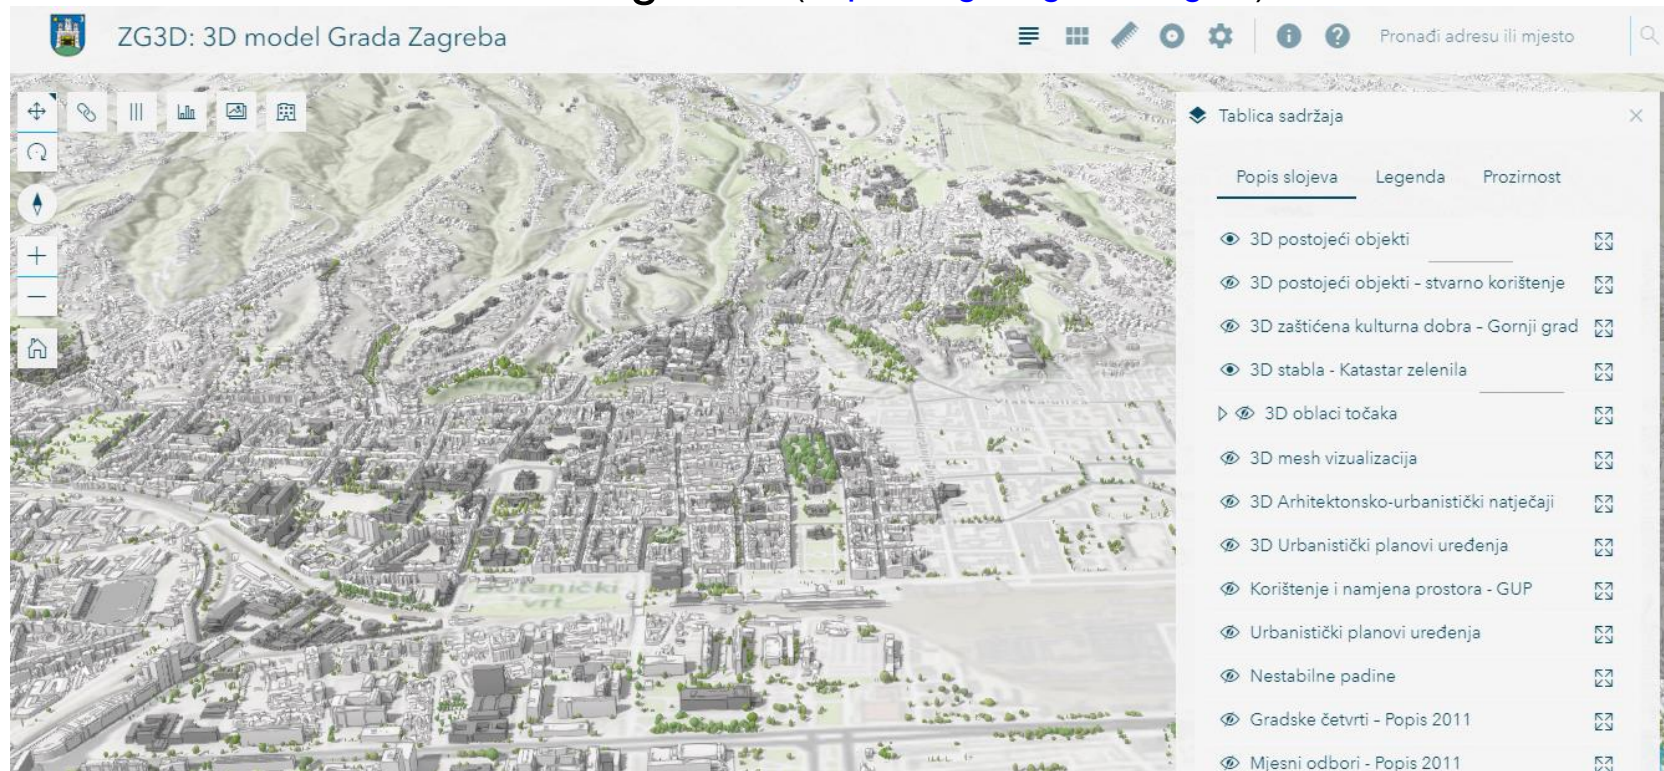 ZG3D: 3D model Grada Zagreba
Pronađi adresu ili mjesto
Tablica sadržaja
Popis slojeva Legenda Prozirnost
3D postojeći objekti
3D postojeći objekti - stvarno korištenje
3D zaštićena kulturna dobra - Gornji grad
3D stabla - Katastar zelenila
3D oblaci točaka
3D mesh vizualizacija
3D Arhitektonsko-urbanistički natječaji
3D Urbanistički planovi uređenja
Korištenje i namjena prostora - GUP
Urbanistički planovi uređenja
Nestabilne padine
Gradske četvrti - Popis 2011
Mjesni odbori - Popis 2011
Botanički
vrt